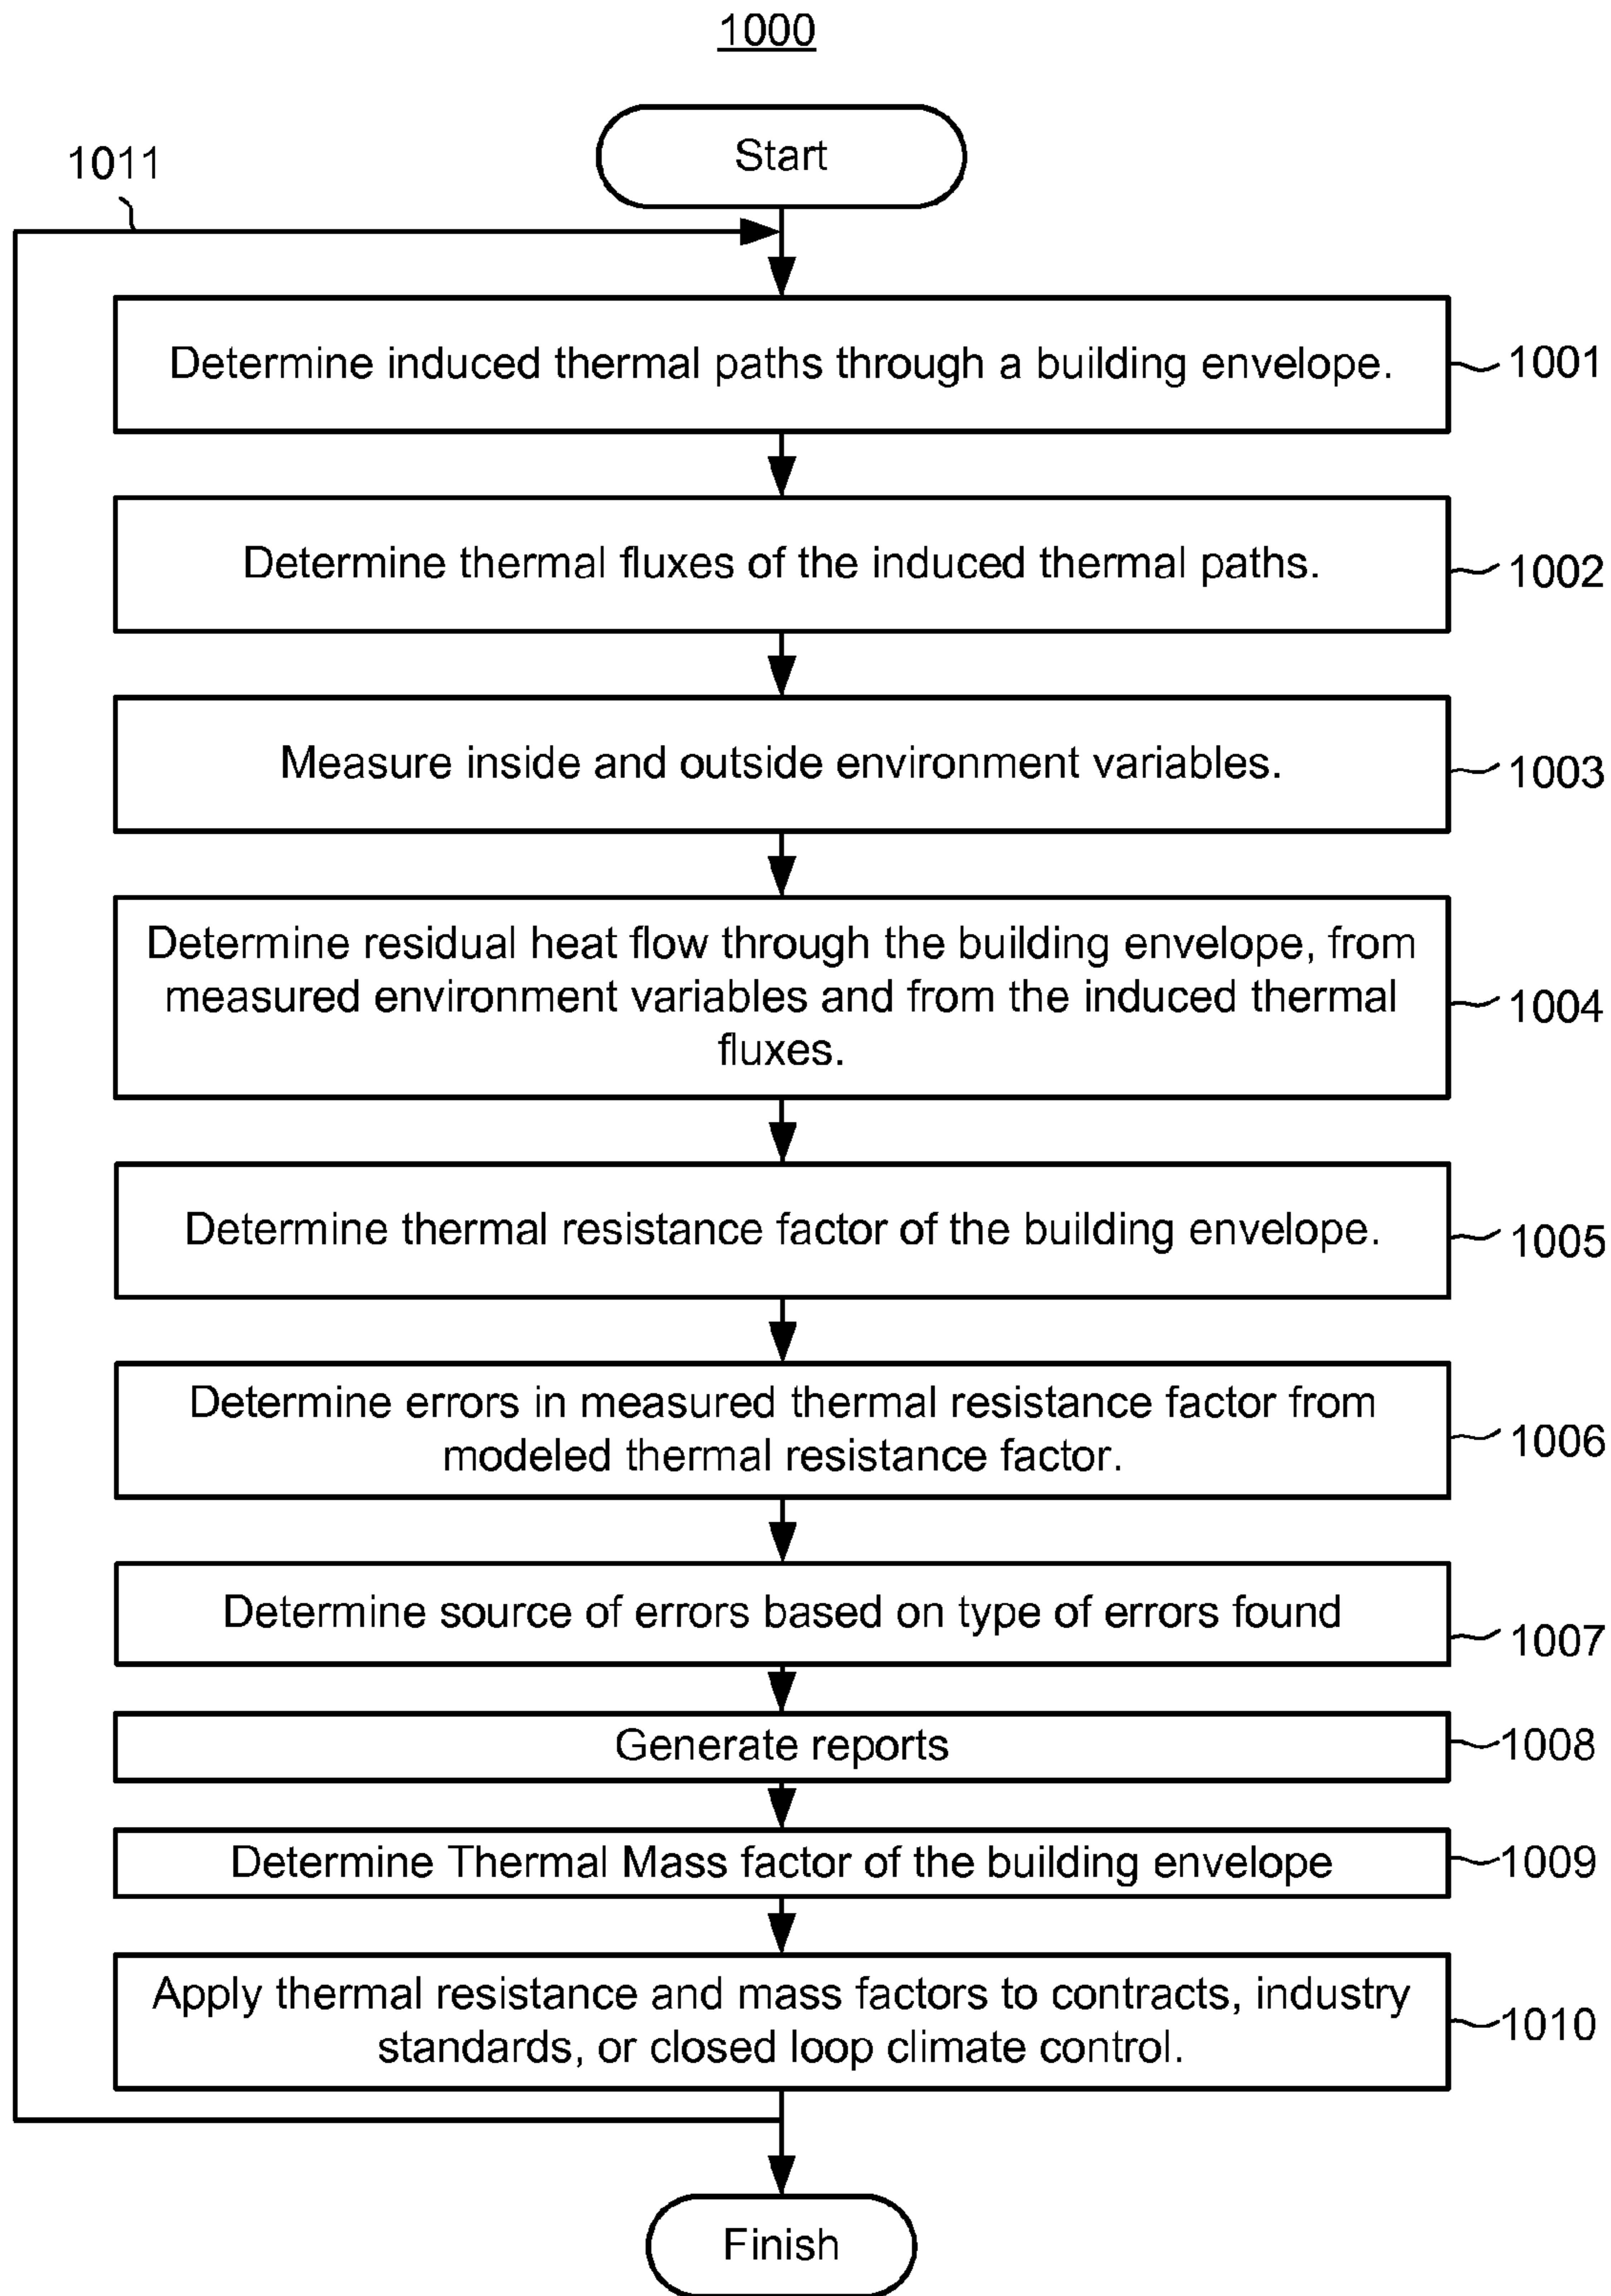 1000
Start
1011
Determine induced thermal paths through a building envelope.
1001
Determine thermal fluxes of the induced thermal paths.
1002
Measure inside and outside environment variables.
1003
Determine residual heat flow through the building envelope, from
measured environment variables and from the induced thermal
fluxes.
1004
Determine thermal resistance factor of the building envelope.
1005
Determine errors in measured thermal resistance factor from
modeled thermal resistance factor.
1006
Determine source of errors based on type of errors found
1007
Generate reports
1008
Determine Thermal Mass factor of the building envelope
1009
Apply thermal resistance and mass factors to contracts, industry
standards, or closed loop climate control.
1010
Finish